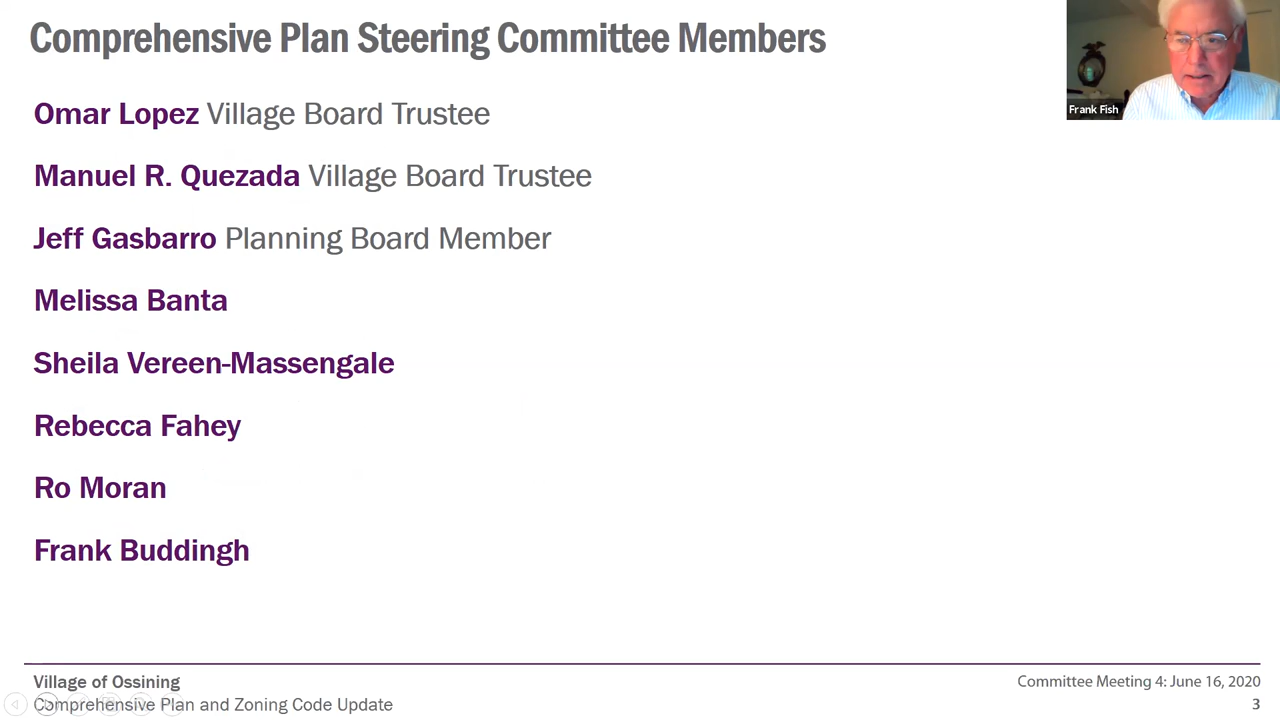 Comprehensive Plan Steering Committee Members
Frank Fish
Omar Lopez Village Board Trustee
Manuel R. Quezada Village Board Trustee
Jeff Gasbarro Planning Board Member
Melissa Banta
Sheila Vereen-Massengale
Rebecca Fahey
Ro Moran
Frank Buddingh
Village of Ossining
Comprehensive Plan and Zoning Code Update
Committee Meeting 4: June 16, 2020
3